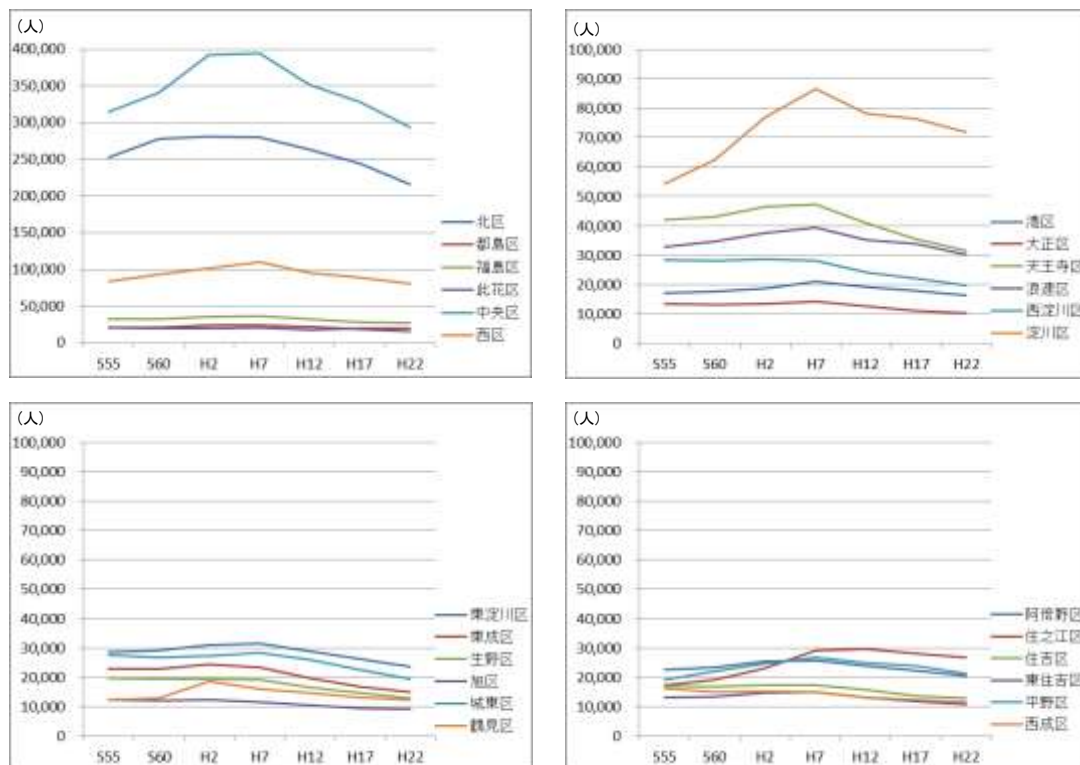 (人)
400,000
350,000
300,000
250,000
200,000
150,000
100,000
50,000
0
S55 S60 H2 H7 H12 H17 H22
北区
都島区
福島区
此花区
中央区
西区
(人)
100,000
90,000
80,000
70,000
60,000
50,000
40,000
30,000
20,000
10,000
0
S55 S60 H2 H7 H12 H17 H22
港区
大正区
天王寺区
浪速区
西淀川区
淀川区
(人)
100,000
90,000
80,000
70,000
60,000
50,000
40,000
30,000
20,000
10,000
0
S55 S60 H2 H7 H12 H17 H22
東淀川区
東成区
生野区
旭区
城東区
鶴見区
(人)
100,000
90,000
80,000
70,000
60,000
50,000
40,000
30,000
20,000
10,000
0
S55 S60 H2 H7 H12 H17 H22
阿倍野区
住之江区
住吉区
東住吉区
平野区
西成区